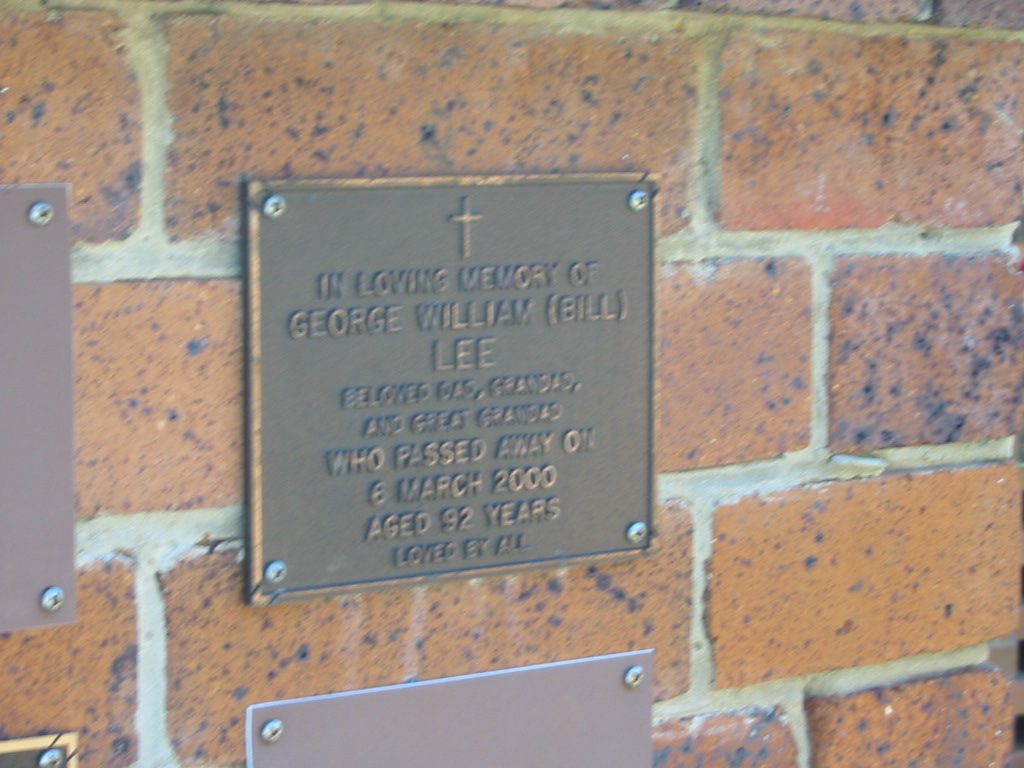 IN LOVING MEMORY OF
GEORGE WILLIAM (BILL)
LEE
BELOVED DAD, GRANDAD,
AND GREAT GRANDAD
WHO PASSED AWAY ON
6 MARCH 2000
AGED 92 YEARS
LOVED BY ALL